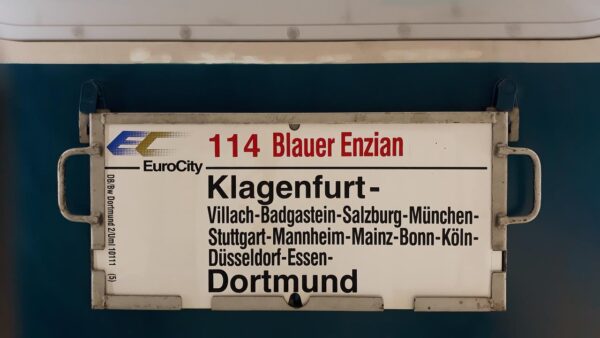 EC
EuroCity
114 Blauer Enzian
Klagenfurt-
Villach-Badgastein-Salzburg-München-
Stuttgart-Mannheim-Mainz-Bonn-Köln-
Düsseldorf-Essen-
Dortmund